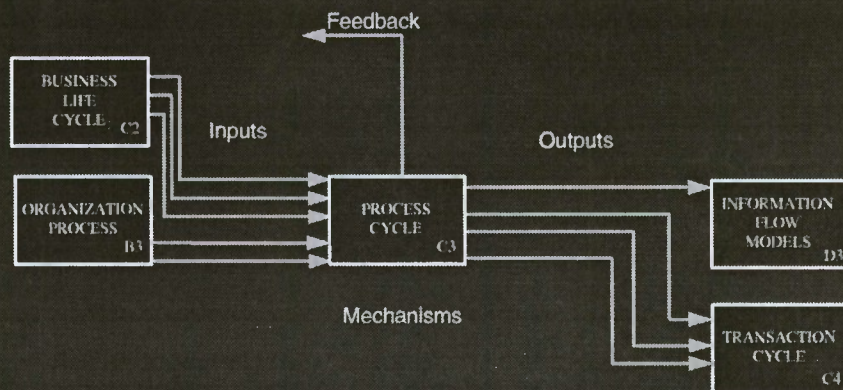 Feedback
BUSINESS
LIFE
CYCLE
C2
Inputs
Outputs
ORGANIZATION
PROCESS
B3
PROCESS
CYCLE
C3
INFORMATION
FLOW
MODELS
D3
Mechanisms
TRANSACTION
CYCLE
C4